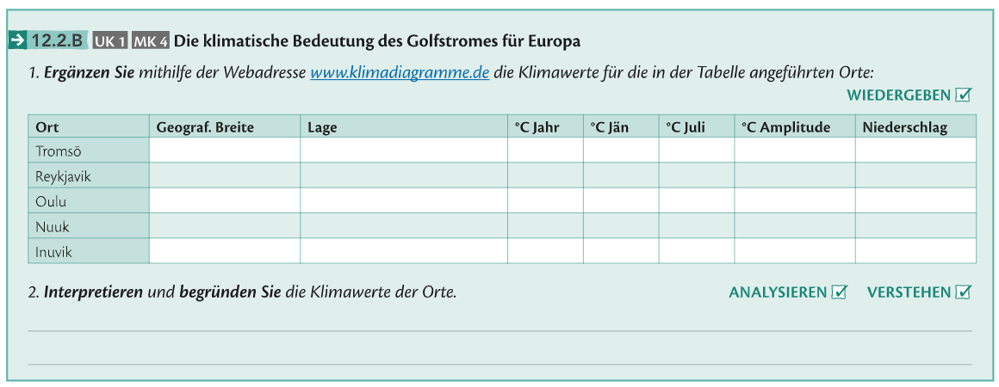 12.2.B UK 1 MK 4 Die klimatische Bedeutung des Golfstromes für Europa
1. Ergänzen Sie mithilfe der Webadresse www.klimadiagramme.de die Klimawerte für die in der Tabelle angeführten Orte:
WIEDERGEBEN
Ort Geograf. Breite Lage °C Jahr °C Jän °C Juli °C Amplitude Niederschlag
Tromsö
Reykjavik
Oulu
Nuuk
Inuvik
2. Interpretieren und begründen Sie die Klimawerte der Orte. ANALYSIEREN VERSTEHEN